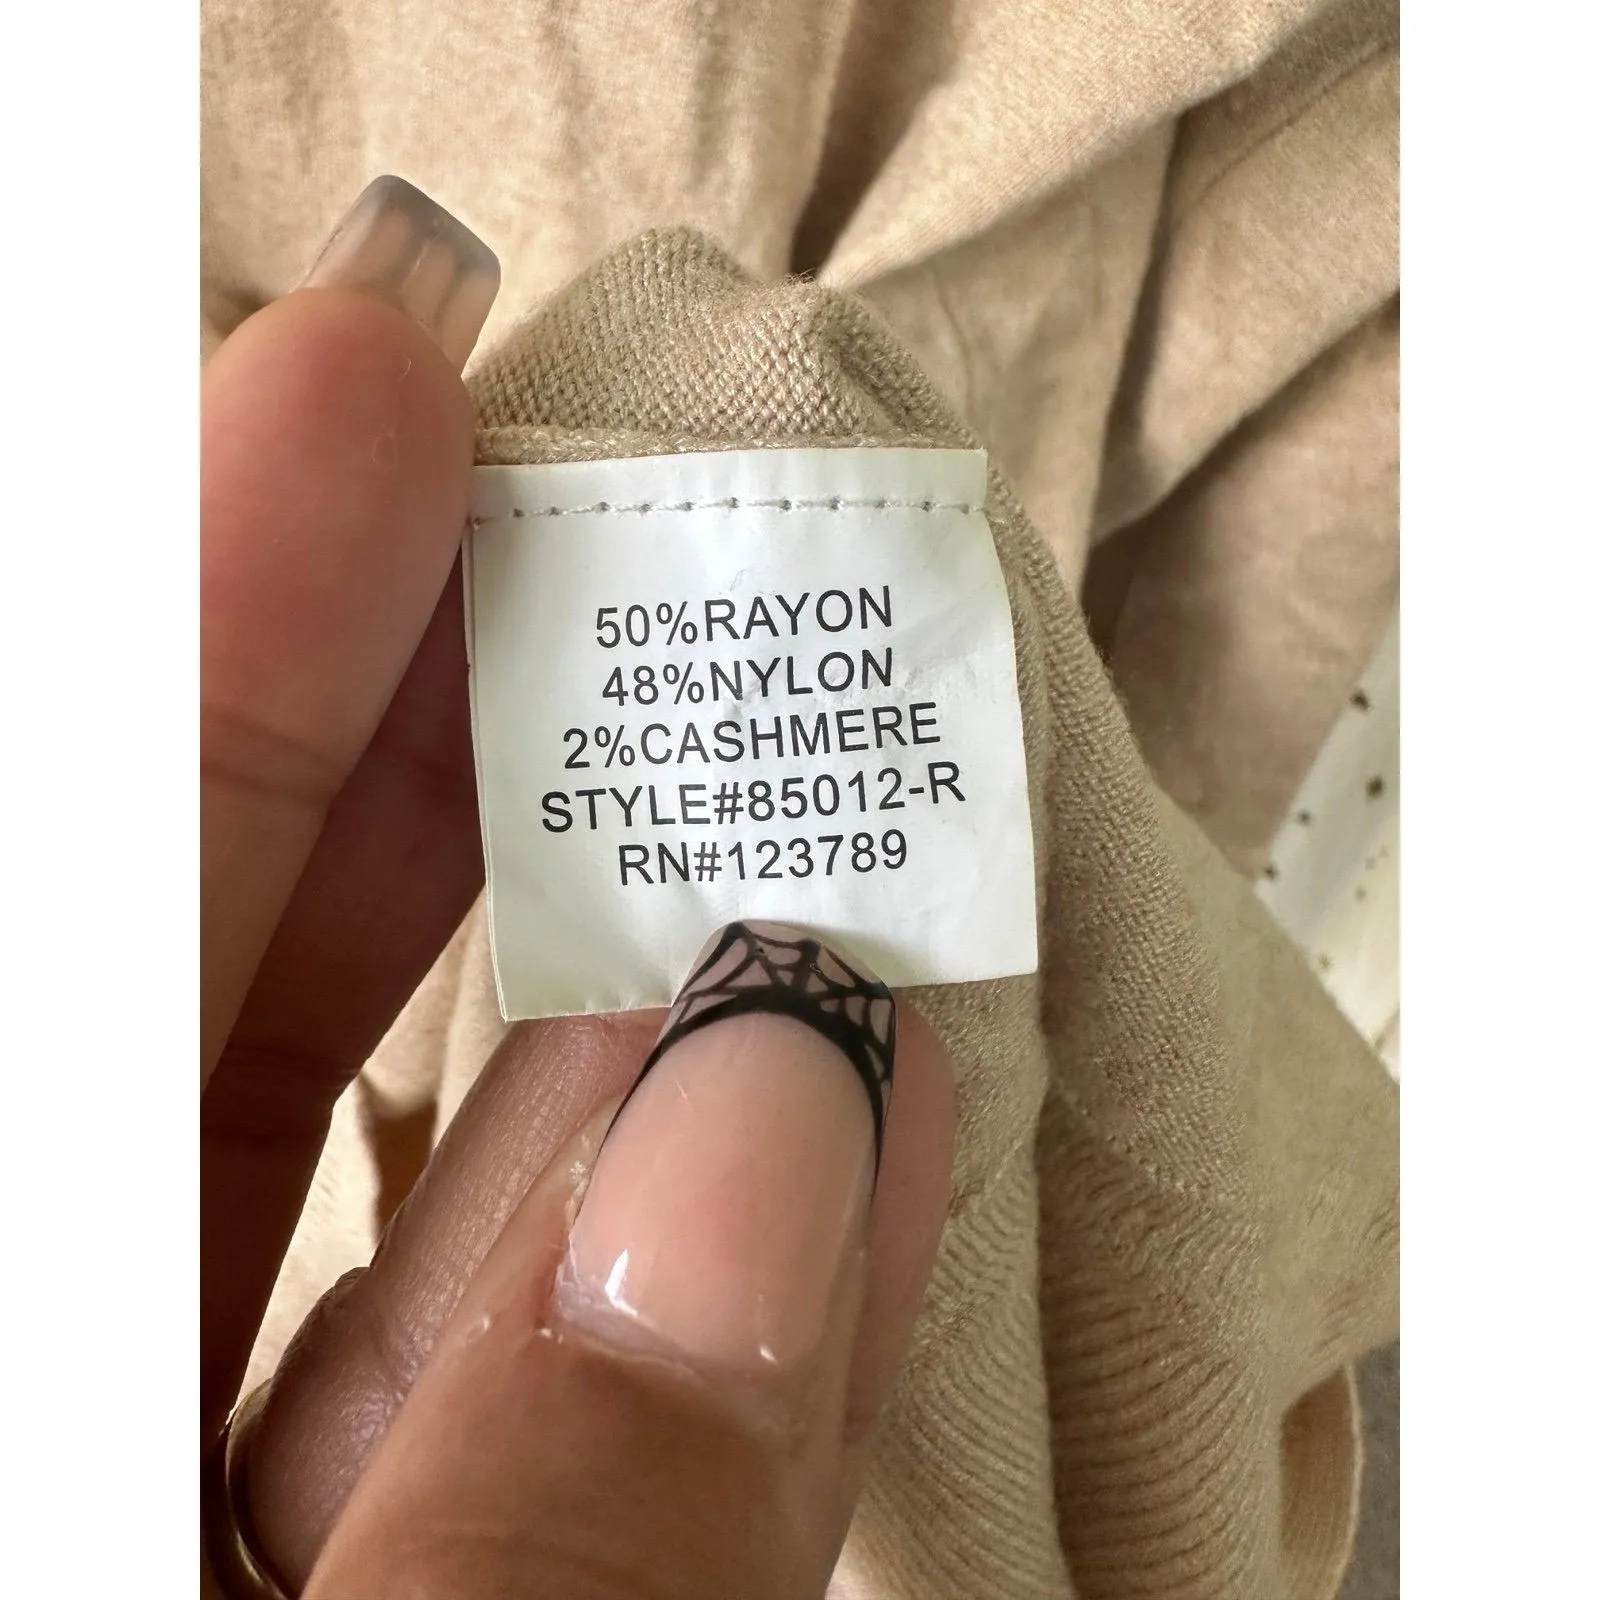 50%RAYON
48%NYLON
2%CASHMERE
STYLE#85012-R
RN#123789